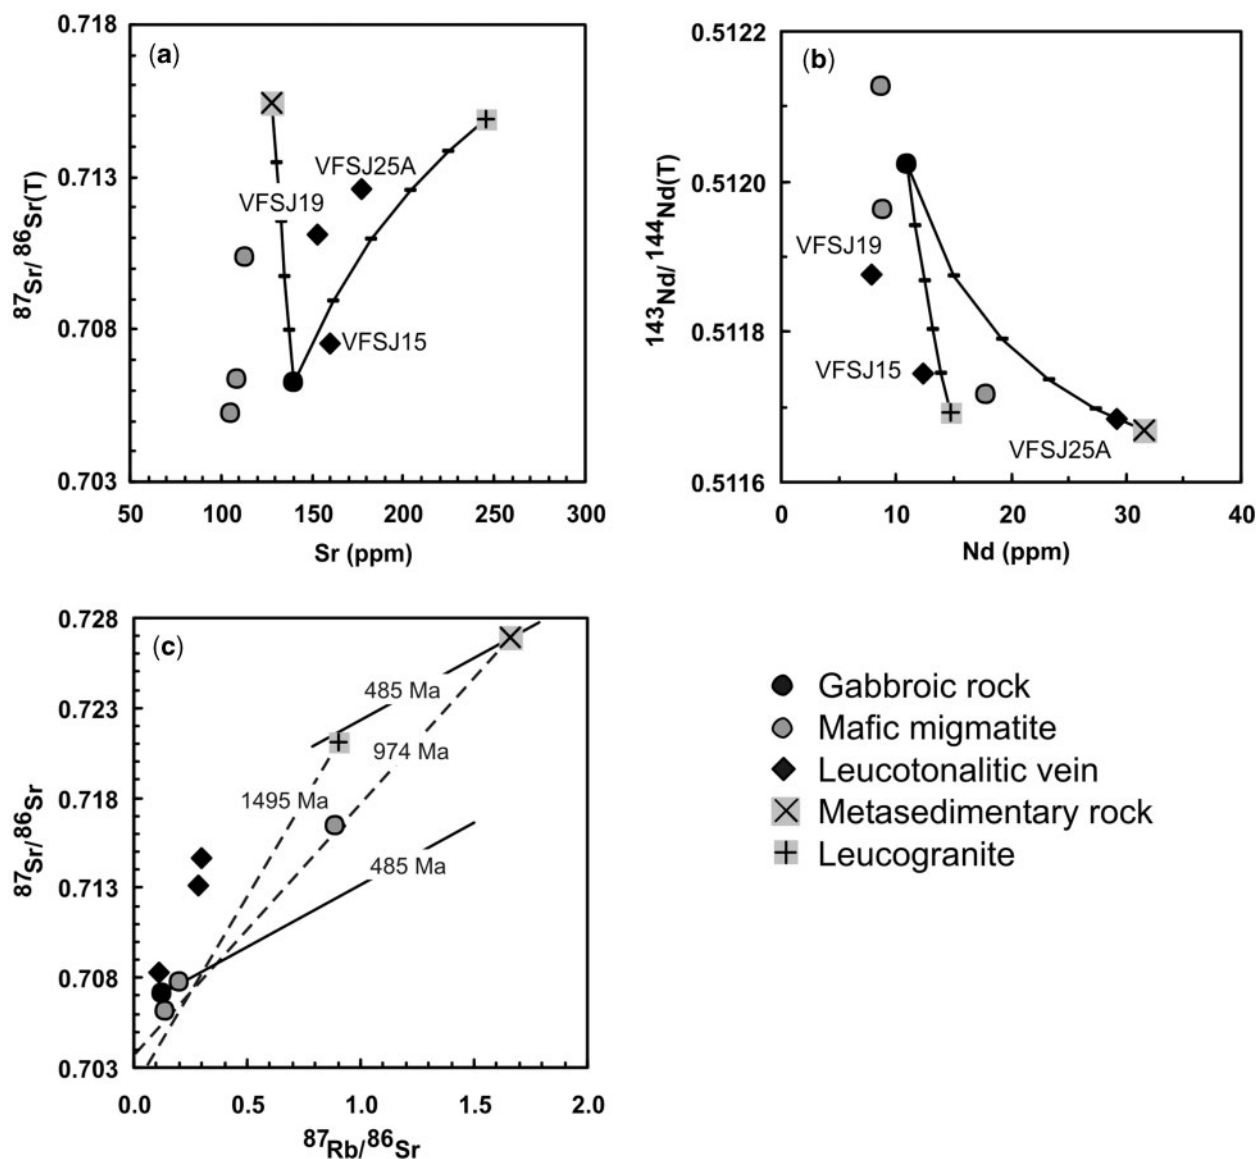 (a)
0.718
0.713
0.708
0.703
87Sr/86Sr(T)
VFSJ25A
VFSJ19
VFSJ15
50 100 150 200 250 300
Sr (ppm)
(b)
0.5122
0.5120
0.5118
0.5116
143Nd/144Nd(T)
VFSJ19
VFSJ15
VFSJ25A
0 10 20 30 40
Nd (ppm)
(c)
0.728
0.723
0.718
0.713
0.708
0.703
87Sr/86Sr
485 Ma
974 Ma
1495 Ma
485 Ma
0.0 0.5 1.0 1.5 2.0
87Rb/86Sr
Gabbroic rock
Mafic migmatite
Leucotonalitic vein
Metasedimentary rock
Leucogranite